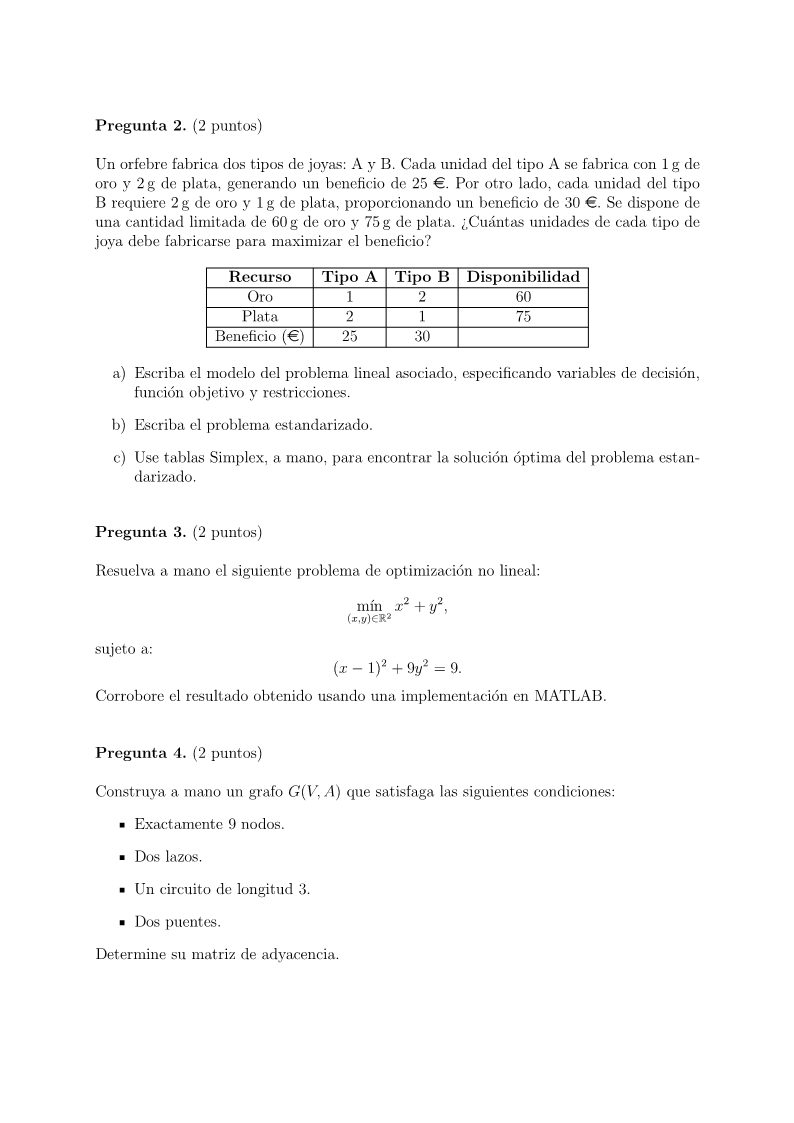 Pregunta 2. (2 puntos)
Un orfebre fabrica dos tipos de joyas: A y B. Cada unidad del tipo A se fabrica con 1 g de
oro y 2 g de plata, generando un beneficio de 25 €. Por otro lado, cada unidad del tipo
B requiere 2 g de oro y 1 g de plata, proporcionando un beneficio de 30 €. Se dispone de
una cantidad limitada de 60 g de oro y 75 g de plata. ¿Cuántas unidades de cada tipo de
joya debe fabricarse para maximizar el beneficio?
Recurso Tipo A Tipo B Disponibilidad
Oro 1 2 60
Plata 2 1 75
Beneficio (€) 25 30
a) Escriba el modelo del problema lineal asociado, especificando variables de decisión,
función objetivo y restricciones.
b) Escriba el problema estandarizado.
c) Use tablas Simplex, a mano, para encontrar la solución óptima del problema estan-
darizado.
Pregunta 3. (2 puntos)
Resuelva a mano el siguiente problema de optimización no lineal:
mín x² + y²,
(x,y)∈ℝ²
sujeto a:
(x − 1)² + 9y² = 9.
Corrobore el resultado obtenido usando una implementación en MATLAB.
Pregunta 4. (2 puntos)
Construya a mano un grafo G(V, A) que satisfaga las siguientes condiciones:
▪ Exactamente 9 nodos.
▪ Dos lazos.
▪ Un circuito de longitud 3.
▪ Dos puentes.
Determine su matriz de adyacencia.